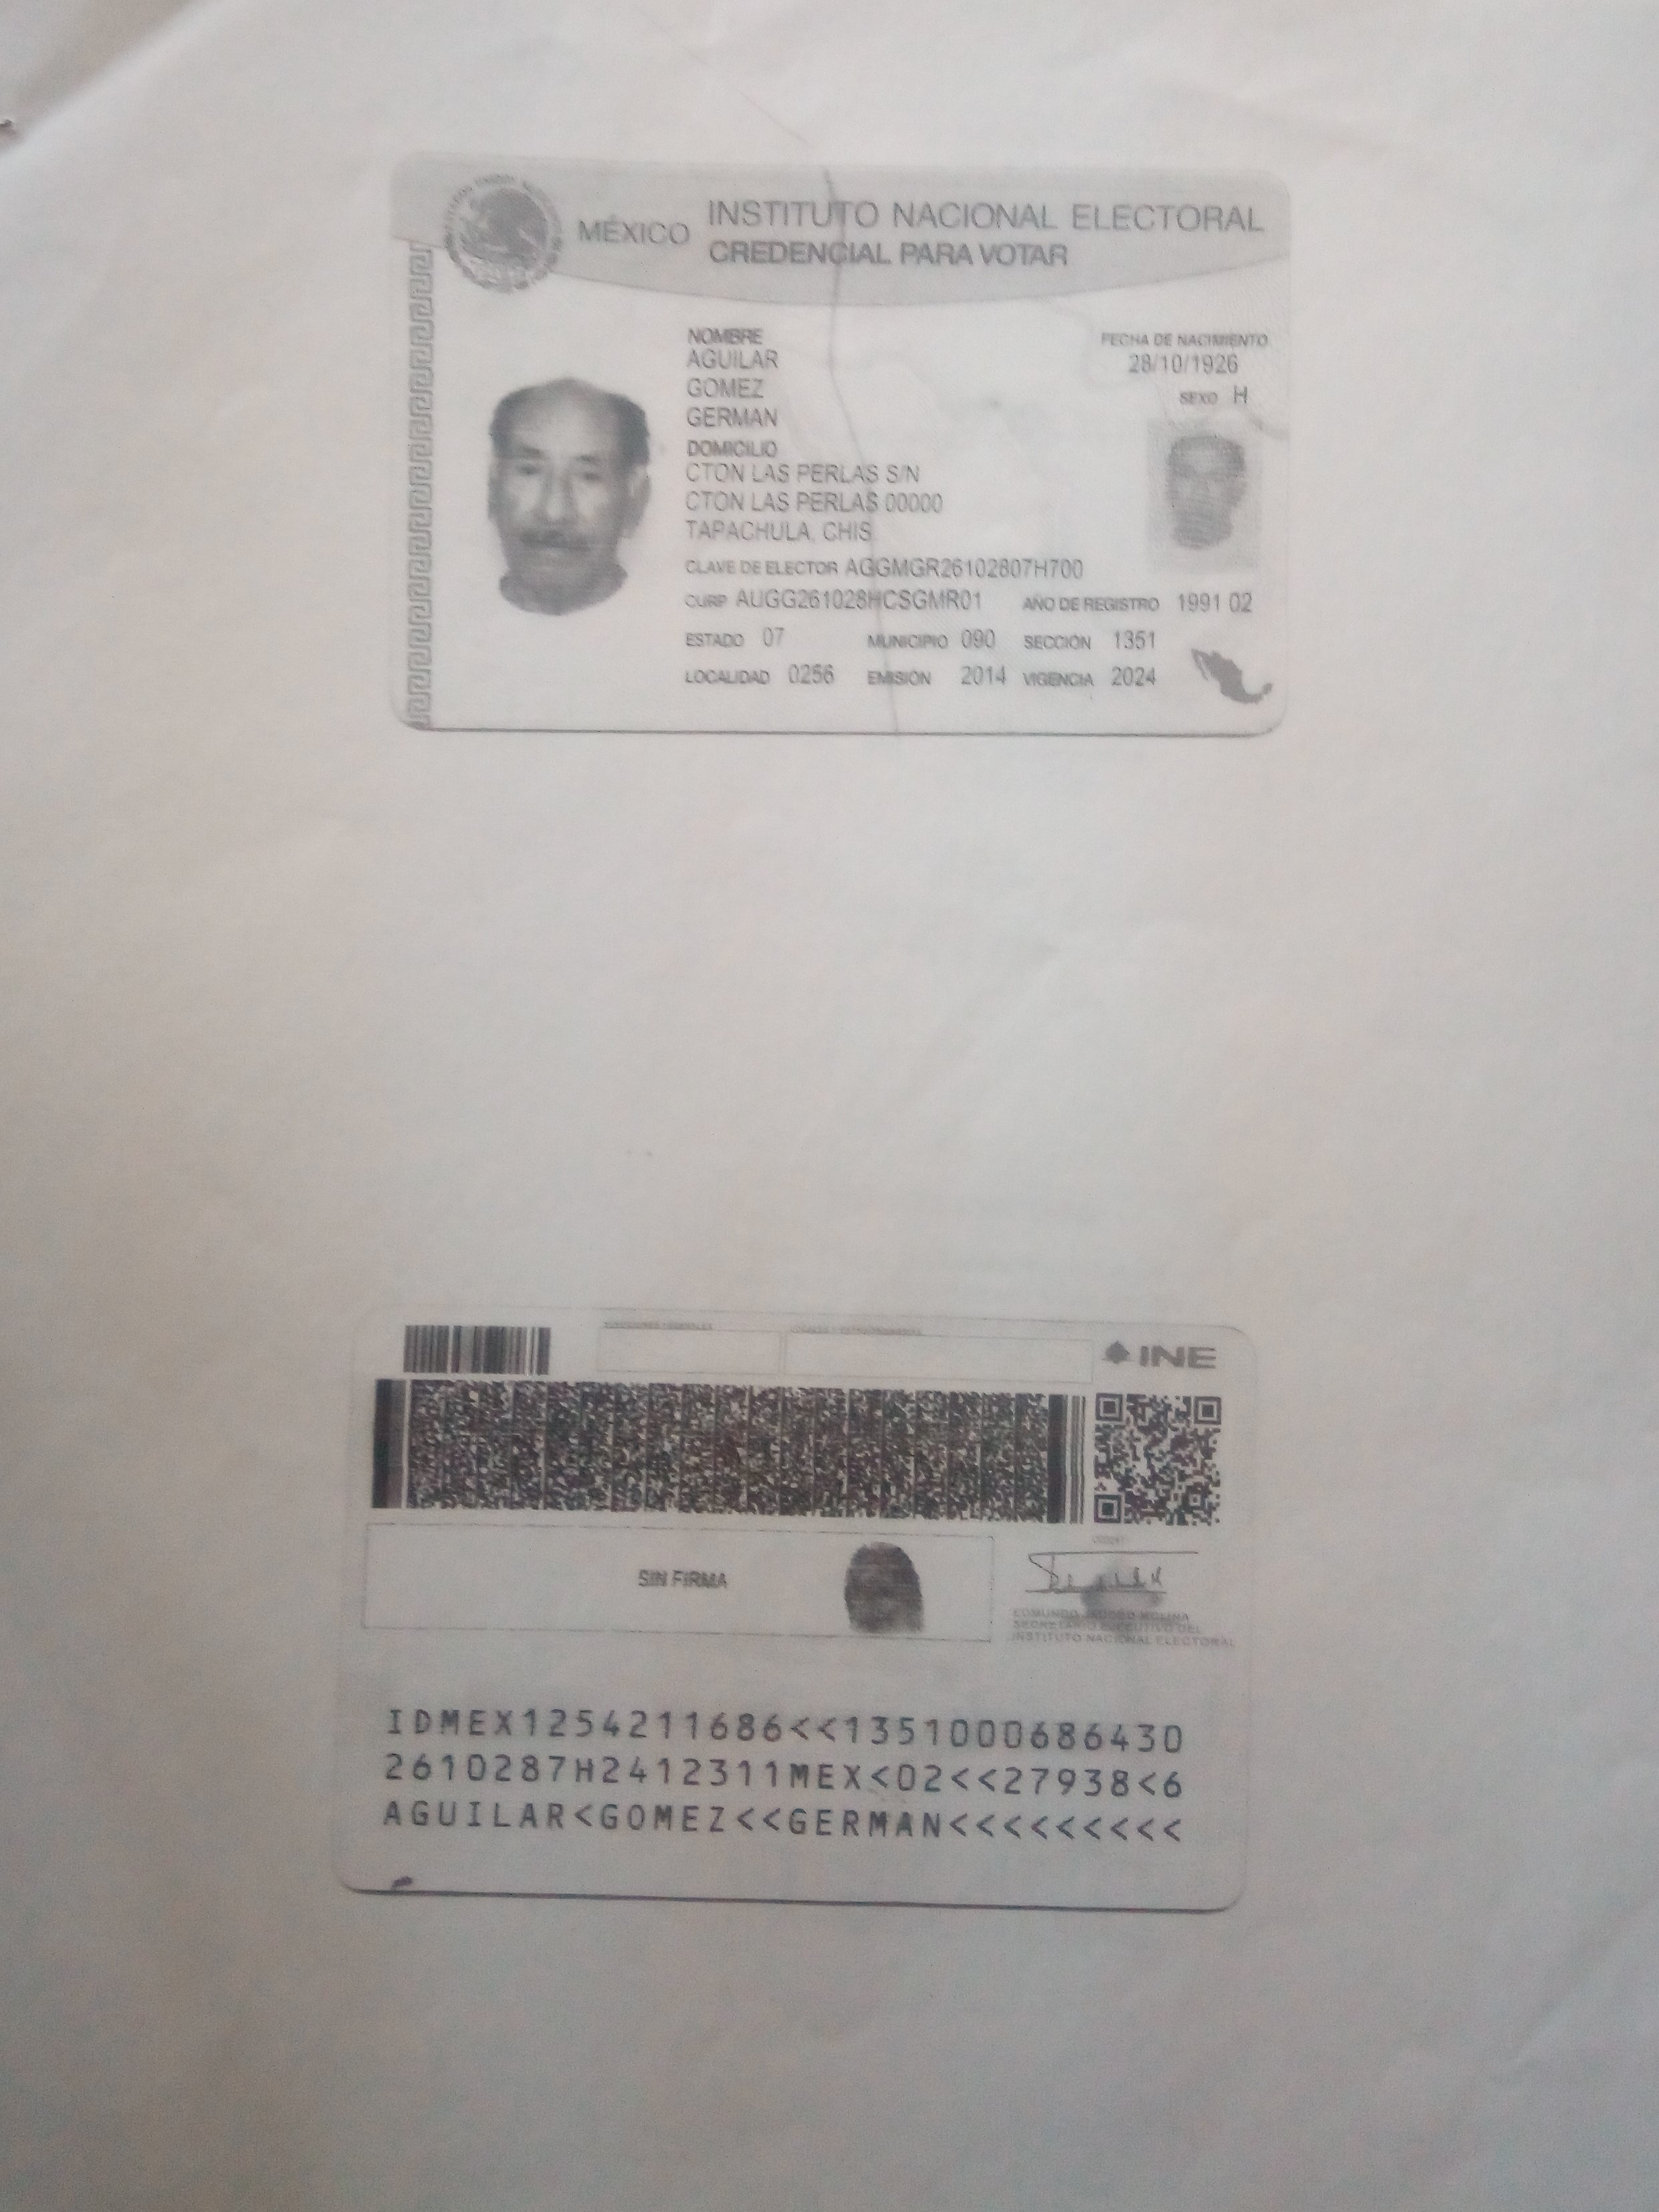 MÉXICO
INSTITUTO NACIONAL ELECTORAL
CREDENCIAL PARA VOTAR
NOMBRE
AGUILAR
GOMEZ
GERMAN
FECHA DE NACIMIENTO
28/10/1926
SEXO H
DOMICILIO
CTON LAS PERLAS S/N
CTON LAS PERLAS 00000
TAPACHULA, CHIS.
CLAVE DE ELECTOR AGGMGR26102807H700
CURP AUGG261028HCSGMR01 AÑO DE REGISTRO 1991 02
ESTADO 07 MUNICIPIO 090 SECCIÓN 1351
LOCALIDAD 0256 EMISIÓN 2014 VIGENCIA 2024
INE
SIN FIRMA
EDMUNDO JACOBO MOLINA
SECRETARIO EJECUTIVO DEL
INSTITUTO NACIONAL ELECTORAL
IDMEX1254211686<<1351000686430
2610287H2412311MEX<02<<27938<6
AGUILAR<GOMEZ<<GERMAN<<<<<<<<<